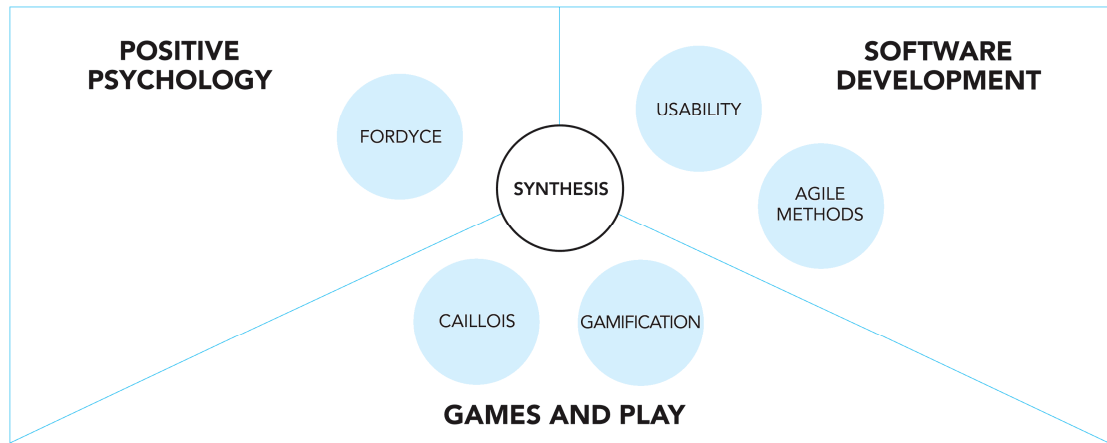 POSITIVE
PSYCHOLOGY
FORDYCE
SYNTHESIS
SOFTWARE
DEVELOPMENT
USABILITY
AGILE
METHODS
CAILLOIS
GAMIFICATION
GAMES AND PLAY